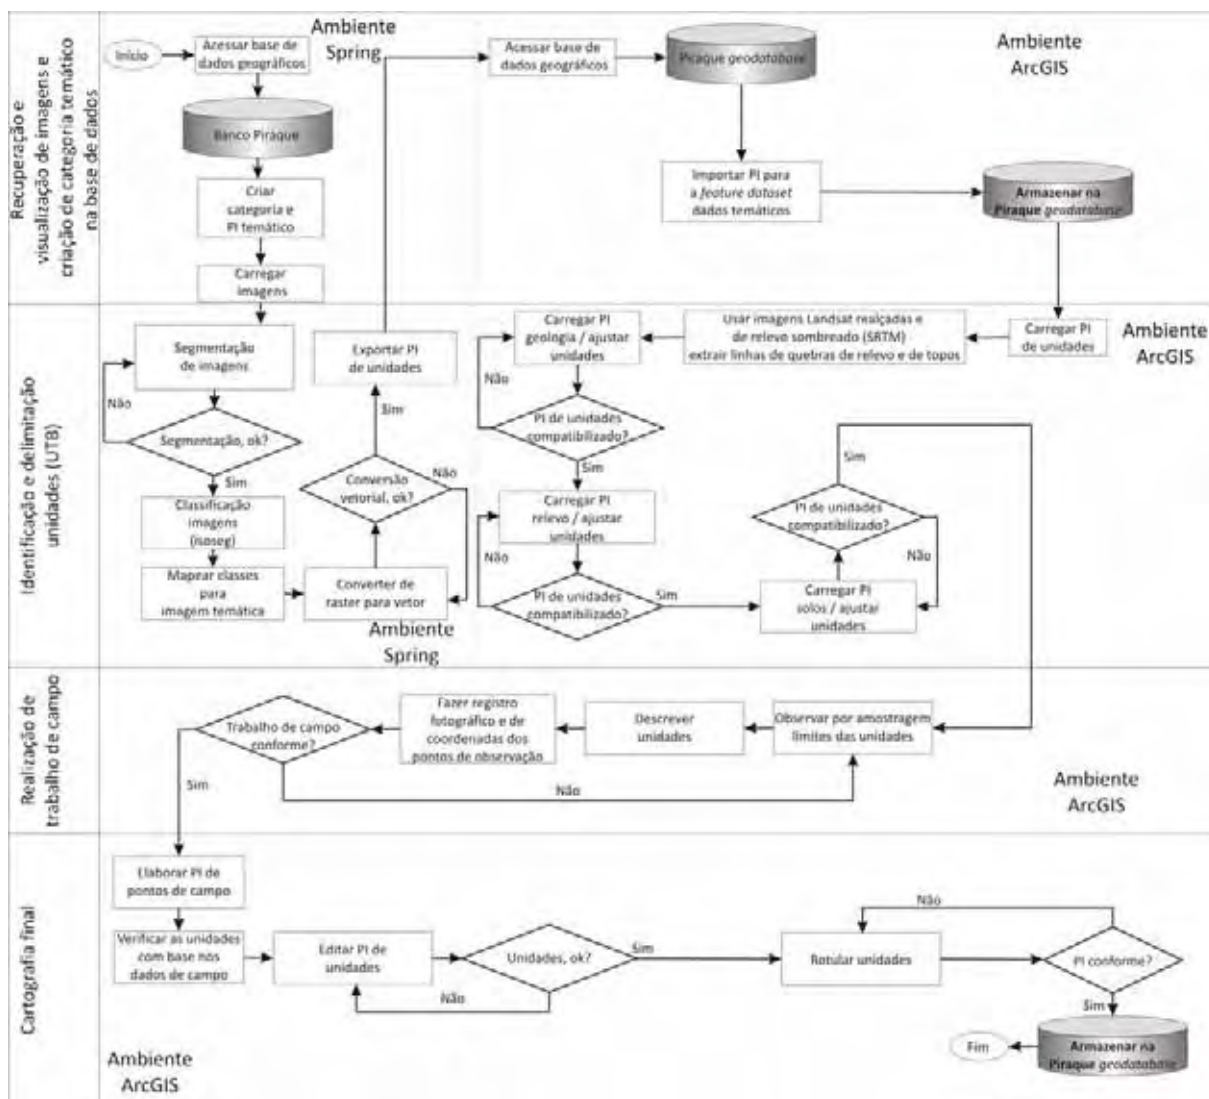 Recuperação e
visualização de imagens e
criação de categoria temático
na base de dados
Início
Acessar base de
dados geográficos
Ambiente
Spring
Banco Piraque
Criar
categoria e
PI temático
Carregar
imagens
Acessar base de
dados geográficos
Piraque geodatabase
Ambiente
ArcGIS
Importar PI para
a feature dataset
dados temáticos
Armazenar na
Piraque geodatabase
Identificação e delimitação
unidades (UTB)
Segmentação
de imagens
Não
Segmentação, ok?
Sim
Classificação
imagens
(isoseg)
Mapear classes
para
imagem temática
Exportar PI
de unidades
Sim
Não
Conversão
vetorial, ok?
Converter de
raster para vetor
Ambiente
Spring
Carregar PI
geologia / ajustar
unidades
Usar imagens Landsat realçadas e
de relevo sombreado (SRTM)
extrair linhas de quebras de relevo e de topos
Carregar PI
de unidades
Ambiente
ArcGIS
Não
PI de unidades
compatibilizado?
Sim
Carregar PI
relevo / ajustar
unidades
Não
PI de unidades
compatibilizado?
Sim
Sim
PI de unidades
compatibilizado?
Não
Carregar PI
solos / ajustar
unidades
Realização de
trabalho de campo
Trabalho de campo
conforme?
Fazer registro
fotográfico e de
coordenadas dos
pontos de observação
Descrever
unidades
Observar por amostragem
limites das unidades
Sim
Não
Ambiente
ArcGIS
Cartografia final
Elaborar PI de
pontos de campo
Verificar as unidades
com base nos
dados de campo
Editar PI de
unidades
Unidades, ok?
Sim
Não
Rotular unidades
Não
PI conforme?
Sim
Armazenar na
Piraque geodatabase
Fim
Ambiente
ArcGIS